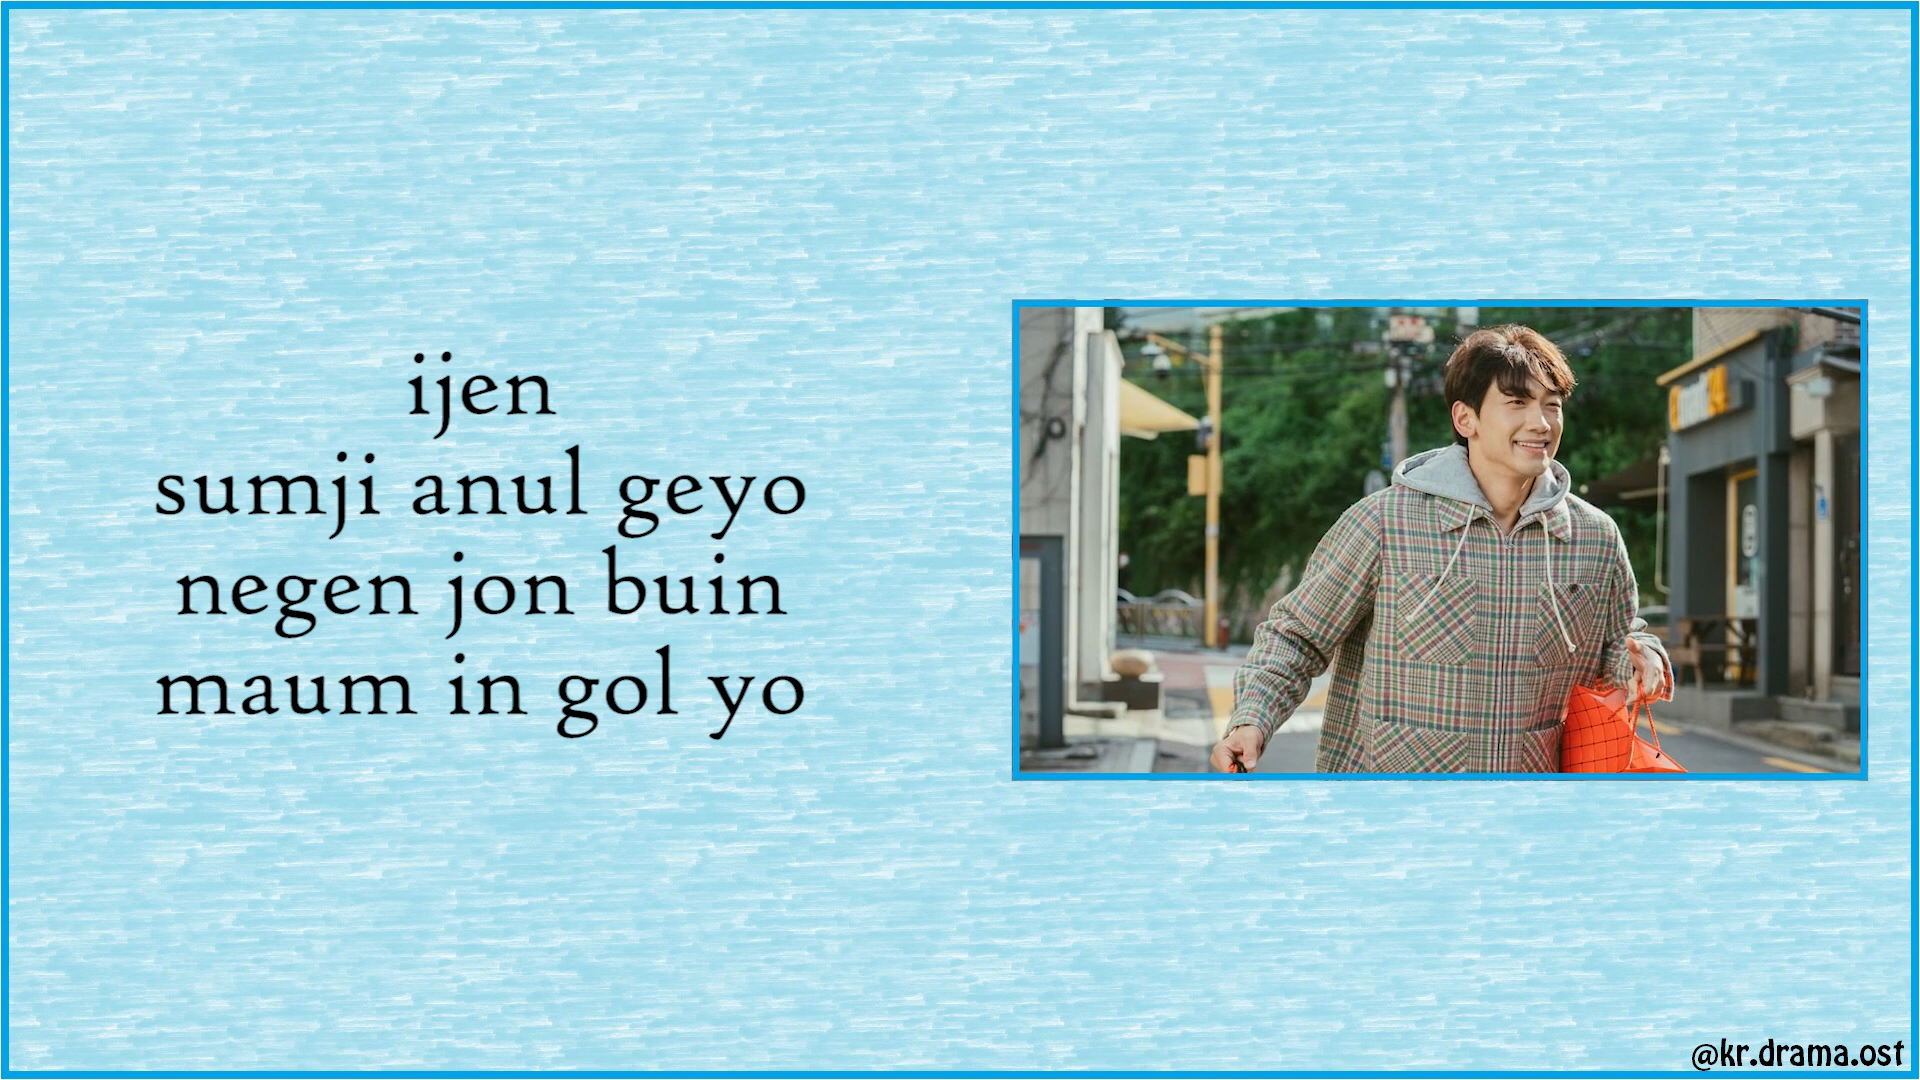 ijen
sumji anul geyo
negen jon buin
maum in gol yo
@kr.drama.ost